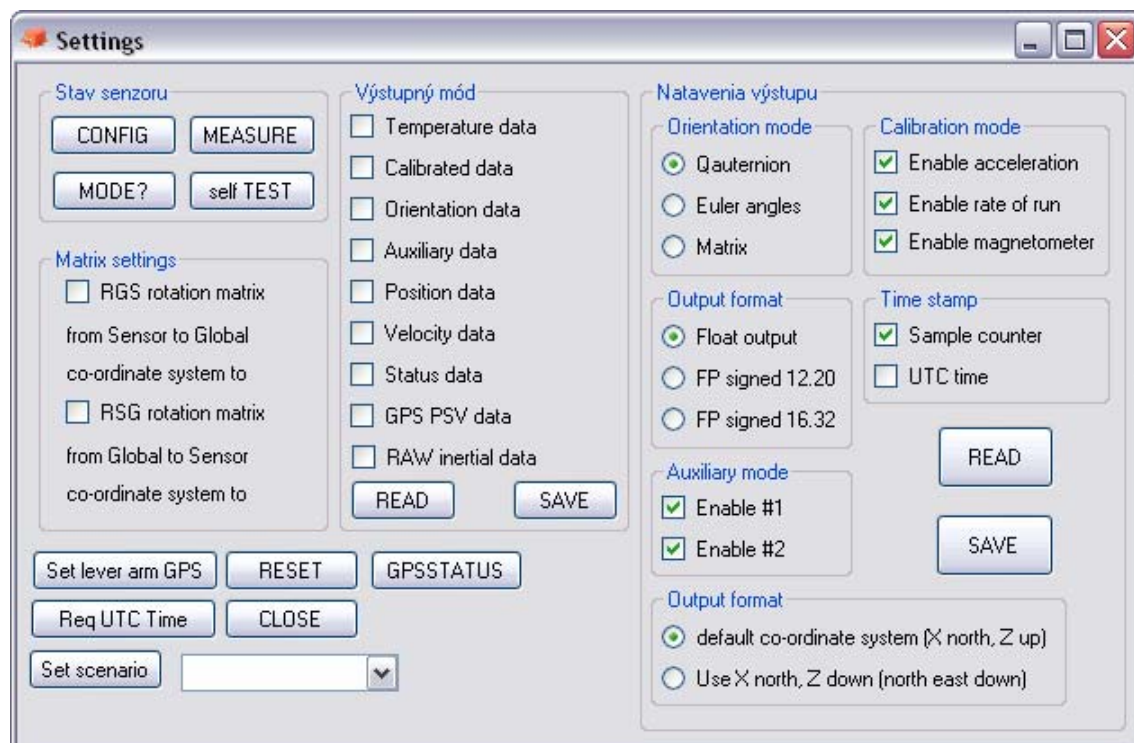 Settings
Stav senzoru
CONFIG
MEASURE
MODE?
self TEST
Matrix settings
RGS rotation matrix
from Sensor to Global
co-ordinate system to
RSG rotation matrix
from Global to Sensor
co-ordinate system to
Výstupný mód
Temperature data
Calibrated data
Orientation data
Auxiliary data
Position data
Velocity data
Status data
GPS PSV data
RAW inertial data
READ
SAVE
Natavenia výstupu
Orientation mode
Qauternion
Euler angles
Matrix
Calibration mode
Enable acceleration
Enable rate of run
Enable magnetometer
Output format
Float output
FP signed 12.20
FP signed 16.32
Time stamp
Sample counter
UTC time
Auxiliary mode
Enable #1
Enable #2
READ
SAVE
Output format
default co-ordinate system (X north, Z up)
Use X north, Z down (north east down)
Set lever arm GPS
RESET
GPSSTATUS
Req UTC Time
CLOSE
Set scenario